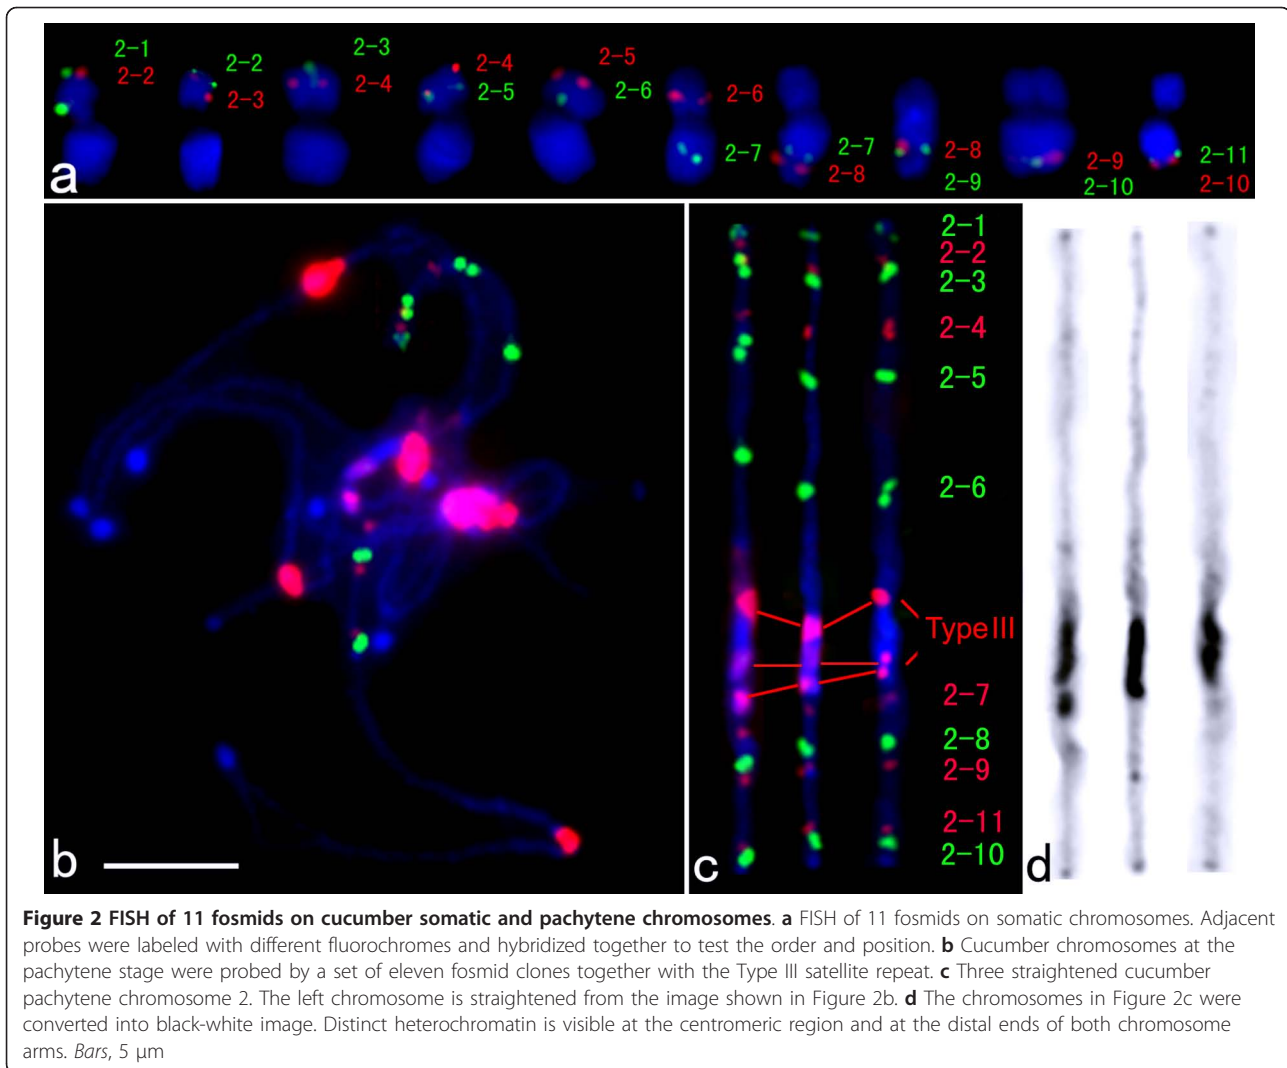 2-1
2-2
2-2
2-3
2-3
2-4
2-4
2-5
2-5
2-6
2-6
2-7
2-7
2-8
2-8
2-9
2-9
2-10
2-11
2-10
a
b
2-1
2-2
2-3
2-4
2-5
2-6
Type III
2-7
2-8
2-9
2-11
2-10
c
d
Figure 2 FISH of 11 fosmids on cucumber somatic and pachytene chromosomes. a FISH of 11 fosmids on somatic chromosomes. Adjacent
probes were labeled with different fluorochromes and hybridized together to test the order and position. b Cucumber chromosomes at the
pachytene stage were probed by a set of eleven fosmid clones together with the Type III satellite repeat. c Three straightened cucumber
pachytene chromosome 2. The left chromosome is straightened from the image shown in Figure 2b. d The chromosomes in Figure 2c were
converted into black-white image. Distinct heterochromatin is visible at the centromeric region and at the distal ends of both chromosome
arms. Bars, 5 μm